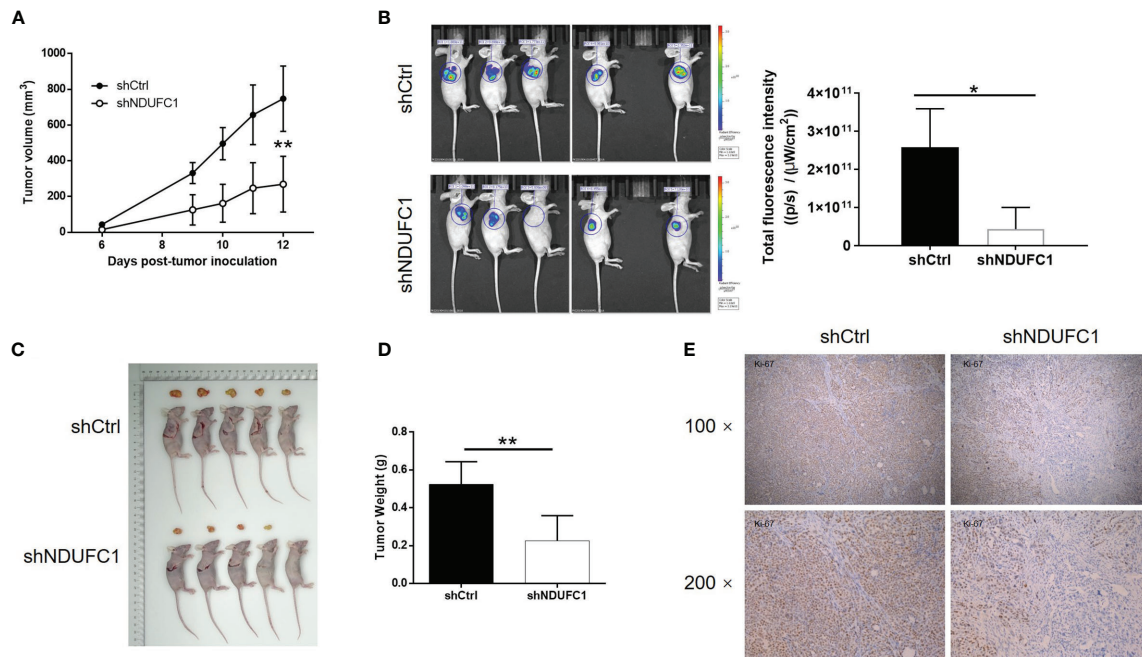 A
1000
800
600
400
200
0
Tumor volume (mm³)
shCtrl
shNDUFC1
**
6
8
10
12
Days post-tumor inoculation
B
shCtrl
shNDUFC1
Total fluorescence intensity
((p/s) / (μW/cm²))
4×10¹¹
3×10¹¹
2×10¹¹
1×10¹¹
0
*
shCtrl
shNDUFC1
C
shCtrl
shNDUFC1
D
Tumor Weight (g)
0.8
0.6
0.4
0.2
0.0
**
shCtrl
shNDUFC1
E
shCtrl
shNDUFC1
100 ×
Ki-67
Ki-67
200 ×
Ki-67
Ki-67